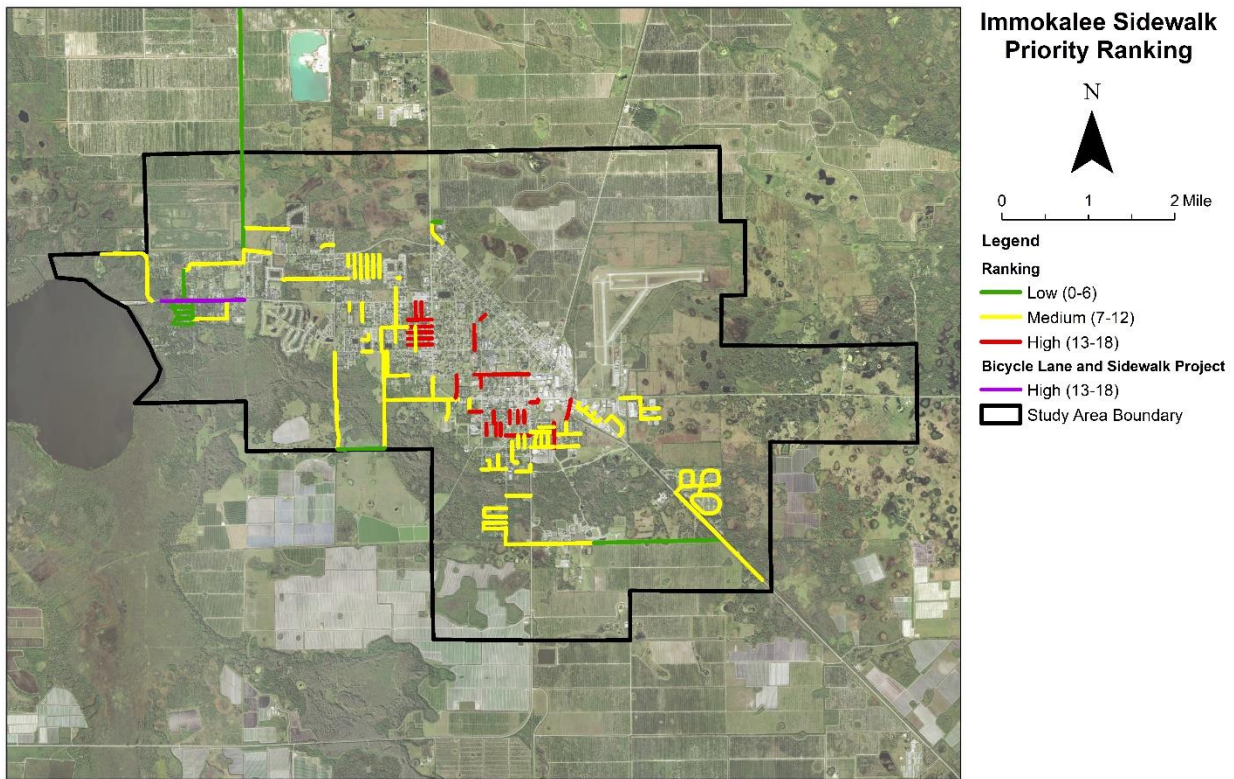 Immokalee Sidewalk
Priority Ranking
N
0 1 2 Mile
Legend
Ranking
Low (0-6)
Medium (7-12)
High (13-18)
Bicycle Lane and Sidewalk Project
High (13-18)
Study Area Boundary